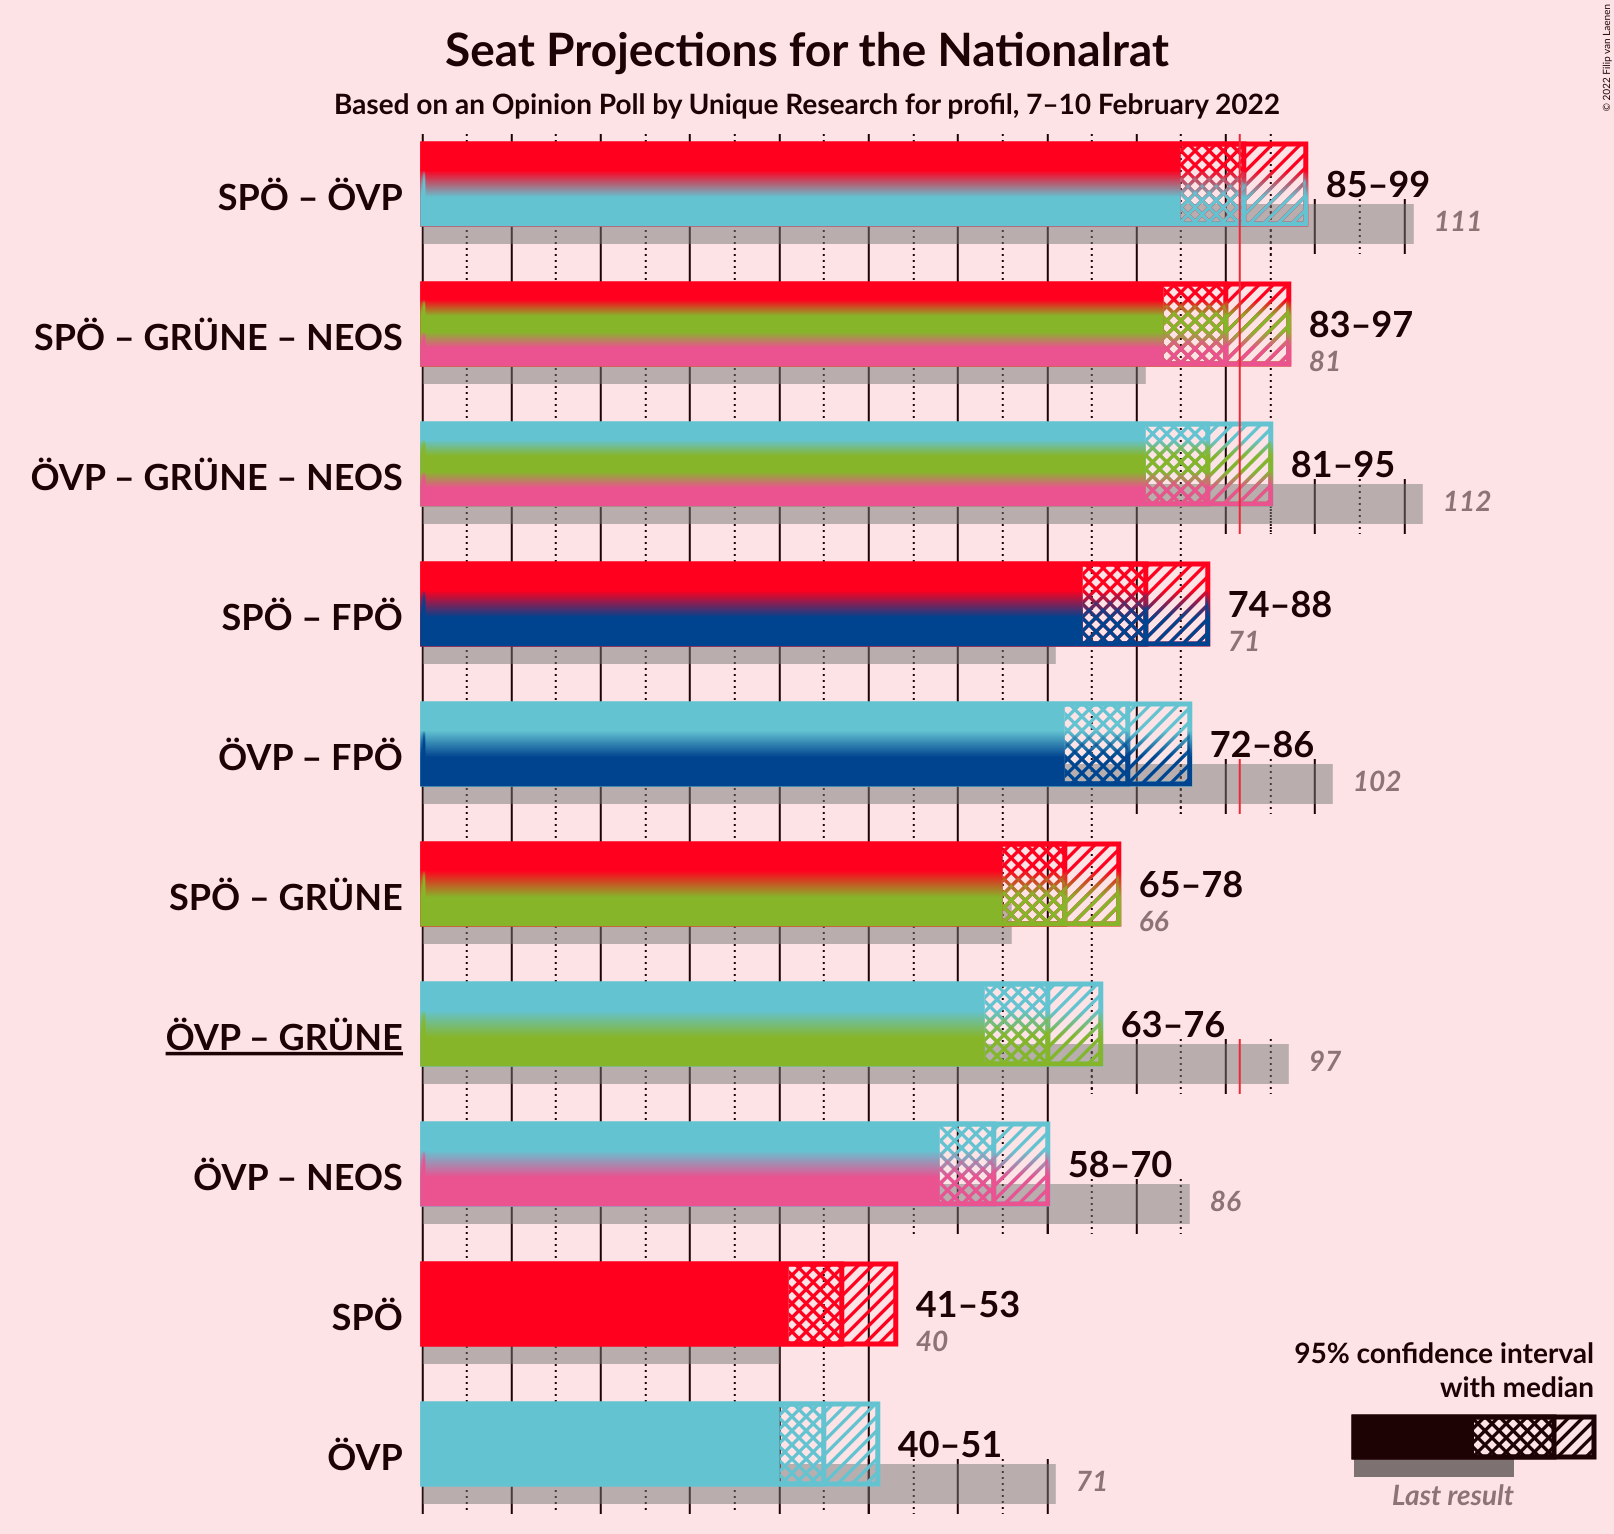 Seat Projections for the Nationalrat
Based on an Opinion Poll by Unique Research for profil, 7–10 February 2022
© 2022 Filip van Laenen
SPÖ – ÖVP
85–99
111
SPÖ – GRÜNE – NEOS
83–97
81
ÖVP – GRÜNE – NEOS
81–95
112
SPÖ – FPÖ
74–88
71
ÖVP – FPÖ
72–86
102
SPÖ – GRÜNE
65–78
66
ÖVP – GRÜNE
63–76
97
ÖVP – NEOS
58–70
86
SPÖ
41–53
40
ÖVP
40–51
71
95% confidence interval
with median
Last result